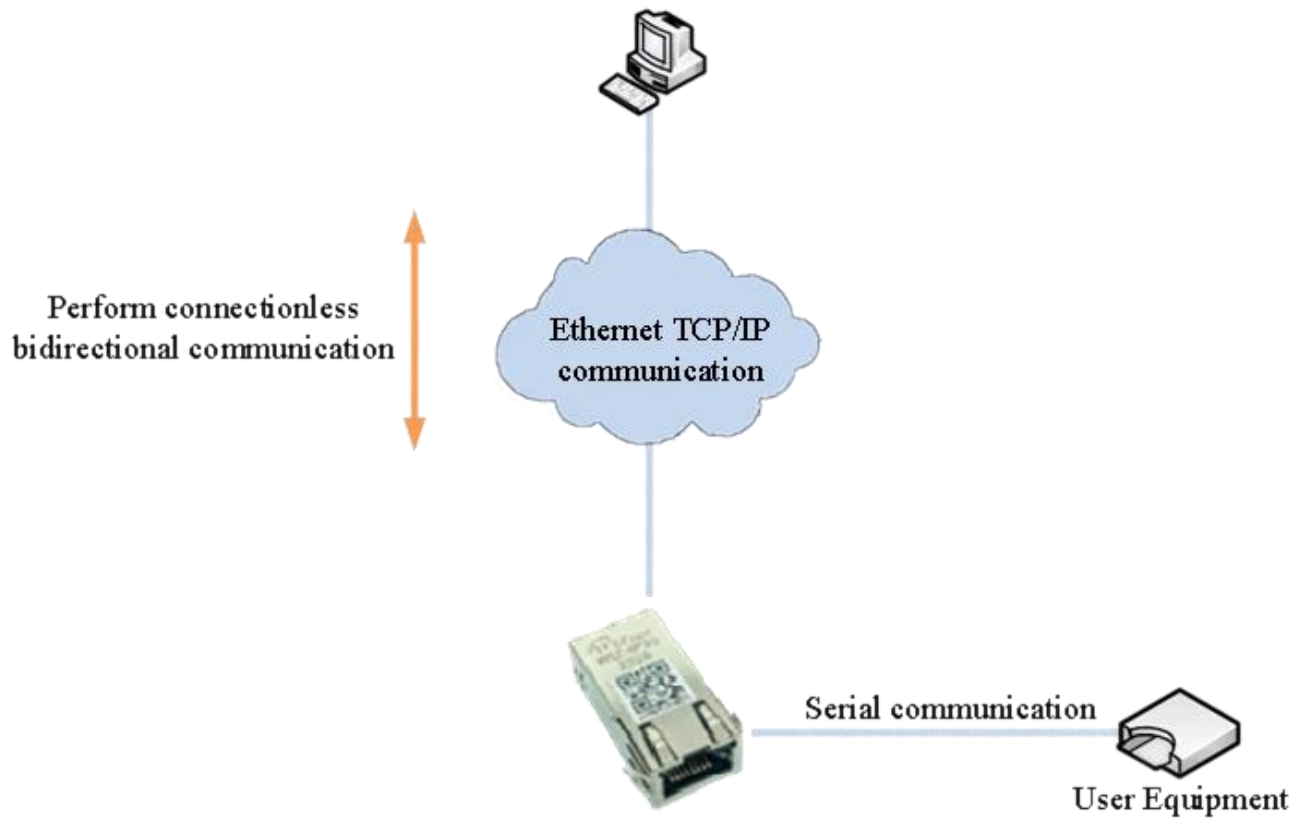 Perform connectionless
bidirectional communication
Ethernet TCP/IP
communication
Serial communication
User Equipment